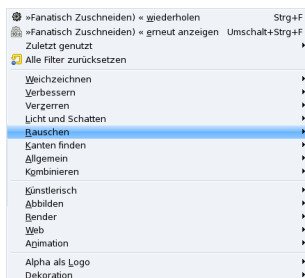 »Fanatisch Zuschneiden) « wiederholen Strg+F
»Fanatisch Zuschneiden) « erneut anzeigen Umschalt+Strg+F
Zuletzt genutzt
Alle Filter zurücksetzen
Weichzeichnen
Verbessern
Verzerren
Licht und Schatten
Rauschen
Kanten finden
Allgemein
Kombinieren
Künstlerisch
Abbilden
Render
Web
Animation
Alpha als Logo
Dekoration